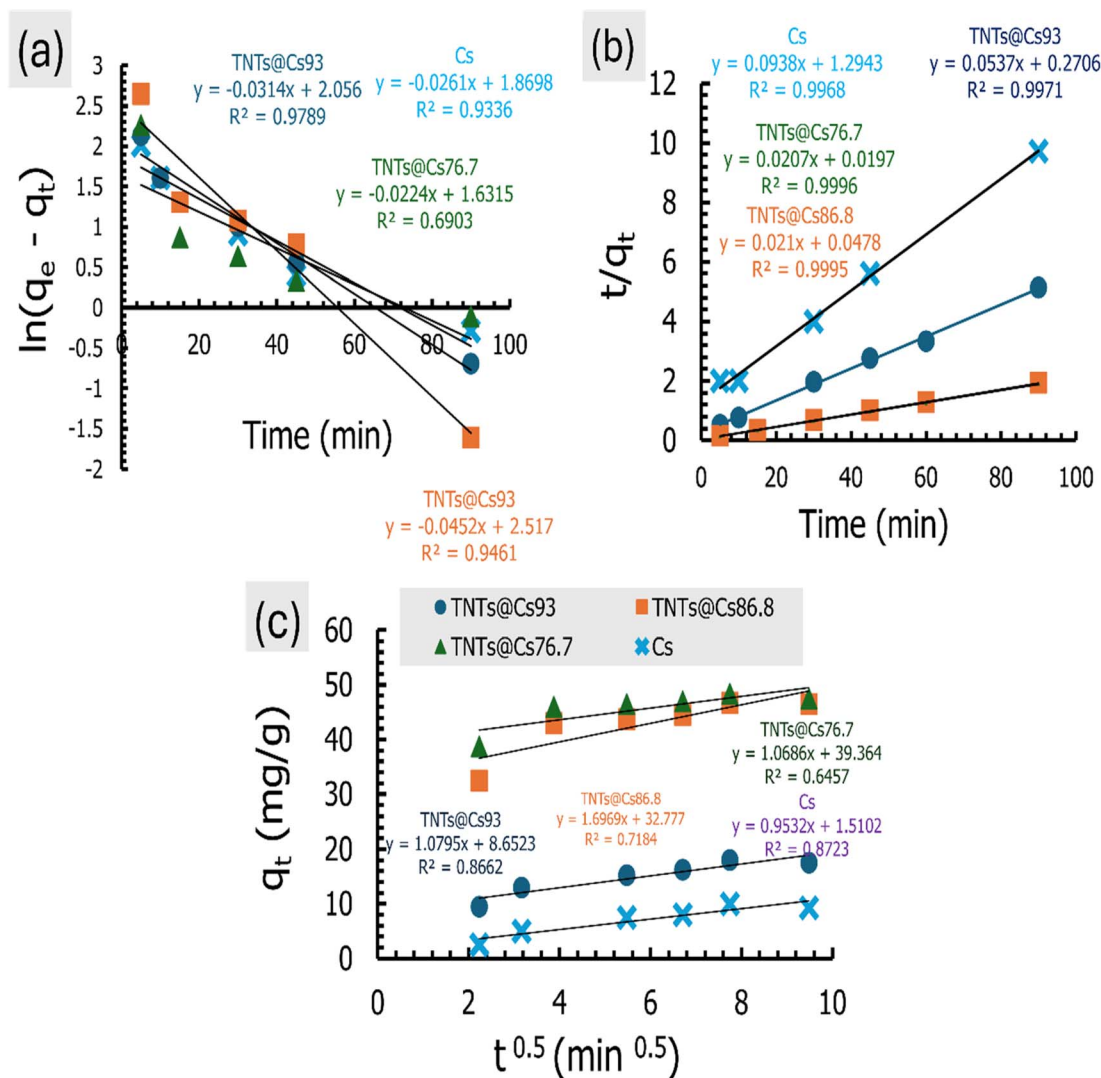 (a)
TNTs@Cs93
y = -0.0314x + 2.056
R² = 0.9789
Cs
y = -0.0261x + 1.8698
R² = 0.9336
TNTs@Cs76.7
y = -0.0224x + 1.6315
R² = 0.6903
3
2.5
2
1.5
1
0.5
0
-0.5
-1
-1.5
-2
0
20
40
60
80
100
ln(qe - qt)
Time (min)
TNTs@Cs93
y = -0.0452x + 2.517
R² = 0.9461
(b)
Cs
y = 0.0938x + 1.2943
R² = 0.9968
TNTs@Cs93
y = 0.0537x + 0.2706
R² = 0.9971
TNTs@Cs76.7
y = 0.0207x + 0.0197
R² = 0.9996
TNTs@Cs86.8
y = 0.021x + 0.0478
R² = 0.9995
12
10
8
6
4
2
0
0
20
40
60
80
100
t/qt
Time (min)
(c)
TNTs@Cs93
TNTs@Cs86.8
TNTs@Cs76.7
Cs
60
50
40
30
20
10
0
TNTs@Cs76.7
y = 1.0686x + 39.364
R² = 0.6457
TNTs@Cs86.8
y = 1.6969x + 32.777
R² = 0.7184
Cs
y = 0.9532x + 1.5102
R² = 0.8723
TNTs@Cs93
y = 1.0795x + 8.6523
R² = 0.8662
0
2
4
6
8
10
qt (mg/g)
t 0.5 (min 0.5)